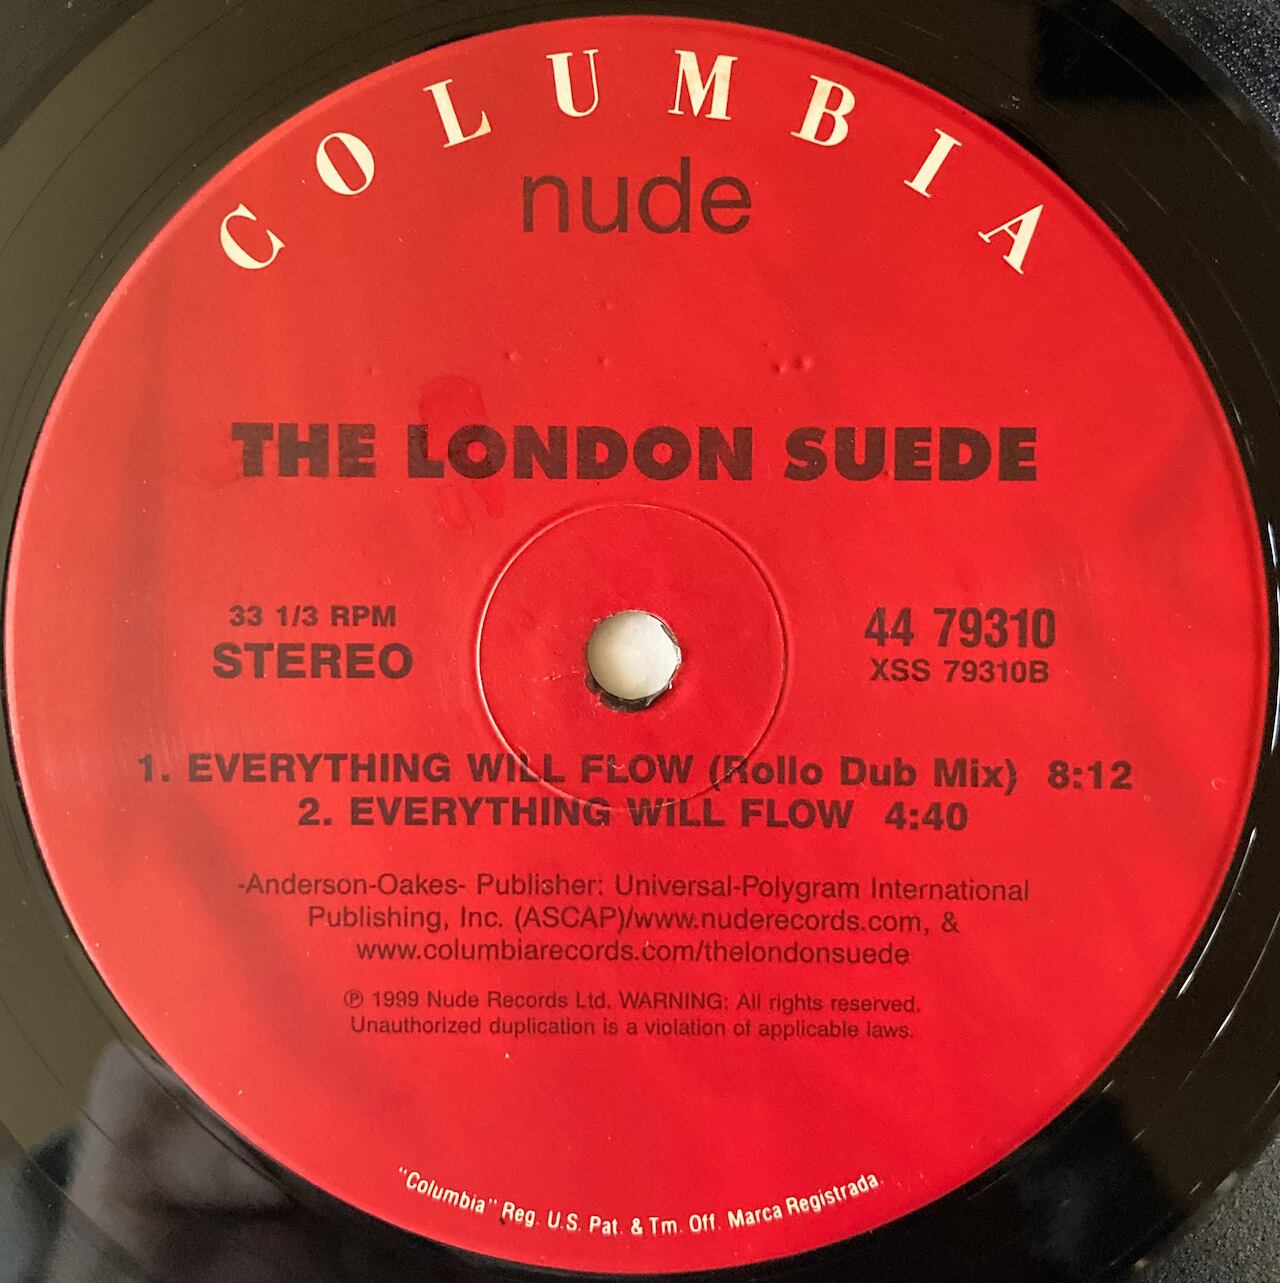 COLUMBIA
nude
THE LONDON SUEDE
33 1/3 RPM
STEREO
44 79310
XSS 79310B
1. EVERYTHING WILL FLOW (Rollo Dub Mix) 8:12
2. EVERYTHING WILL FLOW 4:40
-Anderson-Oakes- Publisher: Universal-Polygram International
Publishing, Inc. (ASCAP)/www.nuderecords.com, &
www.columbiarecords.com/thelondonsuede
℗ 1999 Nude Records Ltd. WARNING: All rights reserved.
Unauthorized duplication is a violation of applicable laws.
"Columbia" Reg. U.S. Pat. & Tm. Off. Marca Registrada.